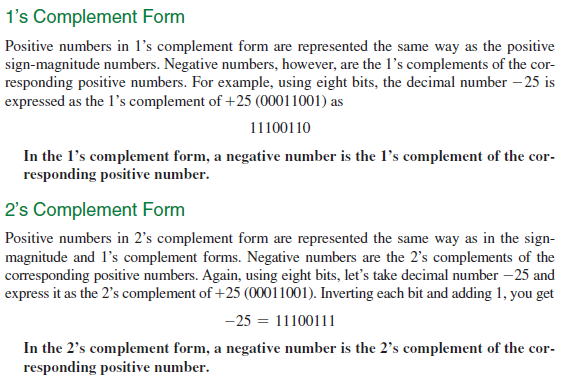 1's Complement Form
Positive numbers in 1's complement form are represented the same way as the positive
sign-magnitude numbers. Negative numbers, however, are the 1's complements of the cor-
responding positive numbers. For example, using eight bits, the decimal number −25 is
expressed as the 1's complement of +25 (00011001) as
11100110
In the 1's complement form, a negative number is the 1's complement of the cor-
responding positive number.
2's Complement Form
Positive numbers in 2's complement form are represented the same way as in the sign-
magnitude and 1's complement forms. Negative numbers are the 2's complements of the
corresponding positive numbers. Again, using eight bits, let's take decimal number −25 and
express it as the 2's complement of +25 (00011001). Inverting each bit and adding 1, you get
−25 = 11100111
In the 2's complement form, a negative number is the 2's complement of the cor-
responding positive number.